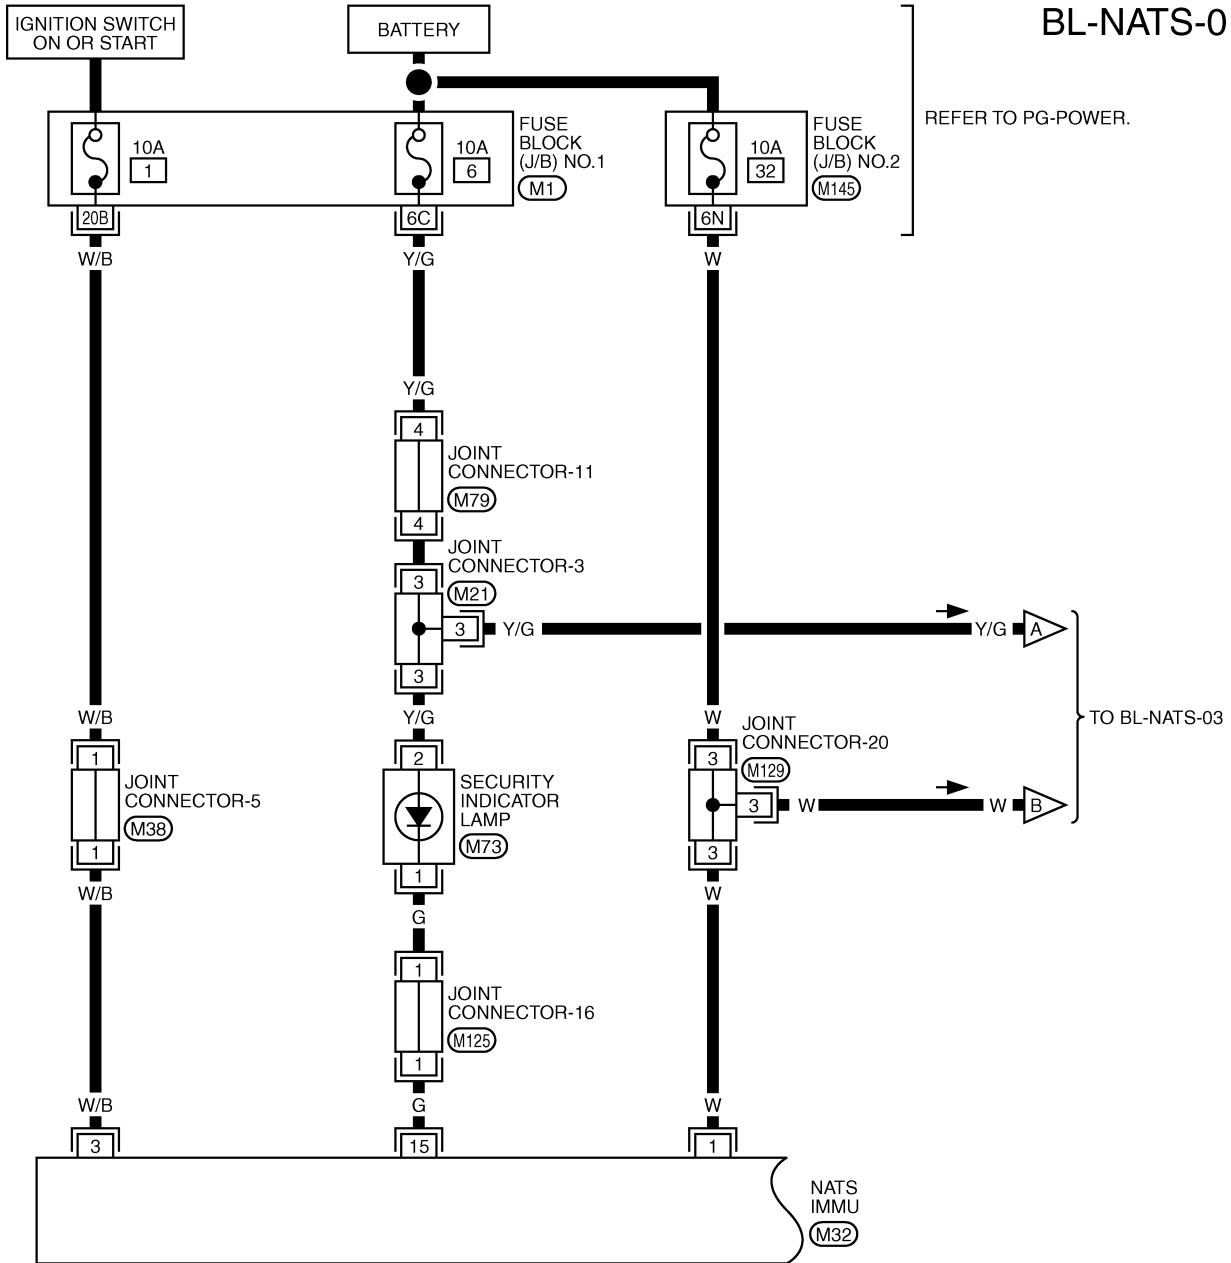 BL-NATS-0
IGNITION SWITCH
ON OR START
BATTERY
REFER TO PG-POWER.
10A
1
10A
6
FUSE
BLOCK
(J/B) NO.1
M1
10A
32
FUSE
BLOCK
(J/B) NO.2
M145
20B
6C
6N
W/B
Y/G
W
Y/G
4
JOINT
CONNECTOR-11
M79
4
JOINT
CONNECTOR-3
M21
3
3
Y/G
Y/G
A
3
W/B
Y/G
W
TO BL-NATS-03
1
JOINT
CONNECTOR-5
M38
1
2
SECURITY
INDICATOR
LAMP
M73
1
JOINT
CONNECTOR-20
M129
3
3
W
W
B
3
W/B
G
W
1
JOINT
CONNECTOR-16
M125
1
W/B
G
W
3
15
1
NATS
IMMU
M32